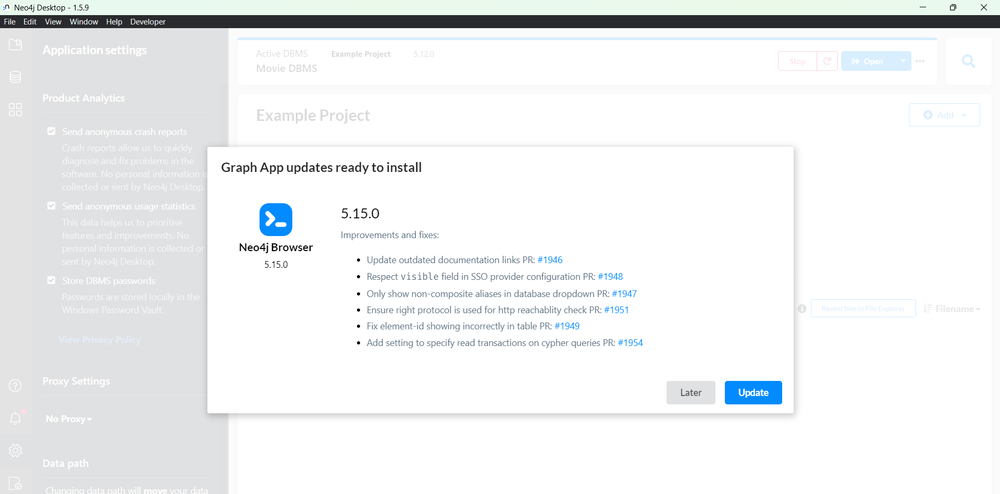 Neo4j Desktop - 1.5.9
File Edit View Window Help Developer
Application settings
Product Analytics
Send anonymous crash reports
Crash reports allow us to quickly
diagnose and fix problems in the
software. No personal information is
collected or sent by Neo4j Desktop.
Send anonymous usage statistics
This data helps us to prioritise
features and improvements. No
personal information is collected or
sent by Neo4j Desktop.
Store DBMS passwords
Passwords are stored locally in the
Windows Password Vault.
View Privacy Policy
Proxy Settings
No Proxy
Data path
Changing data path will move your data
Active DBMS Example Project 5.12.0
Movie DBMS
Stop Open
Example Project
Add
Reveal files in File Explorer Filename
Graph App updates ready to install
Neo4j Browser
5.15.0
5.15.0
Improvements and fixes:
Update outdated documentation links PR: #1946
Respect visible field in SSO provider configuration PR: #1948
Only show non-composite aliases in database dropdown PR: #1947
Ensure right protocol is used for http reachablity check PR: #1951
Fix element-id showing incorrectly in table PR: #1949
Add setting to specify read transactions on cypher queries PR: #1954
Later Update